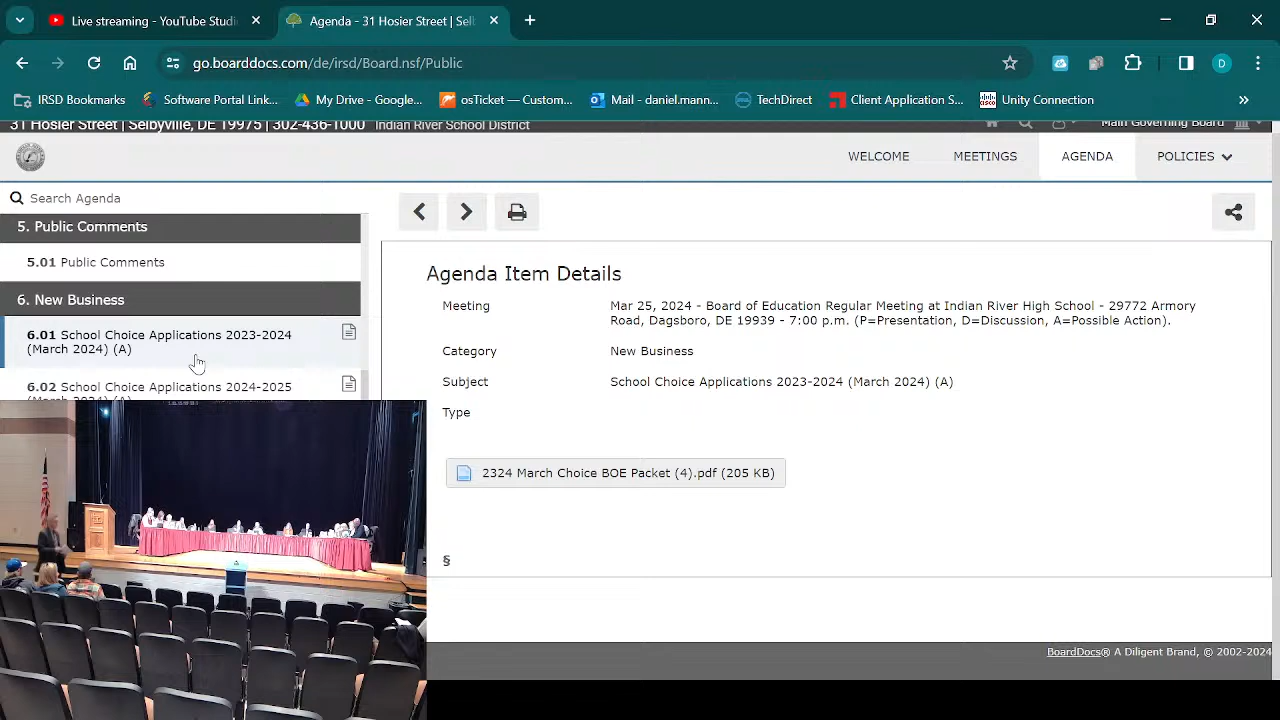 Live streaming - YouTube Studi
Agenda - 31 Hosier Street | Sel
go.boarddocs.com/de/irsd/Board.nsf/Public
IRSD Bookmarks
Software Portal Link...
My Drive - Google...
osTicket — Custom...
Mail - daniel.mann...
TechDirect
Client Application S...
Unity Connection
31 Hosier Street | Selbyville, DE 19975 | 302-436-1000 Indian River School District
Main Governing Board
WELCOME
MEETINGS
AGENDA
POLICIES
Search Agenda
5. Public Comments
5.01 Public Comments
6. New Business
6.01 School Choice Applications 2023-2024
(March 2024) (A)
6.02 School Choice Applications 2024-2025
(March 2024) (A)
Agenda Item Details
Meeting
Mar 25, 2024 - Board of Education Regular Meeting at Indian River High School - 29772 Armory
Road, Dagsboro, DE 19939 - 7:00 p.m. (P=Presentation, D=Discussion, A=Possible Action).
Category
New Business
Subject
School Choice Applications 2023-2024 (March 2024) (A)
Type
2324 March Choice BOE Packet (4).pdf (205 KB)
§
BoardDocs® A Diligent Brand, © 2002-2024
D